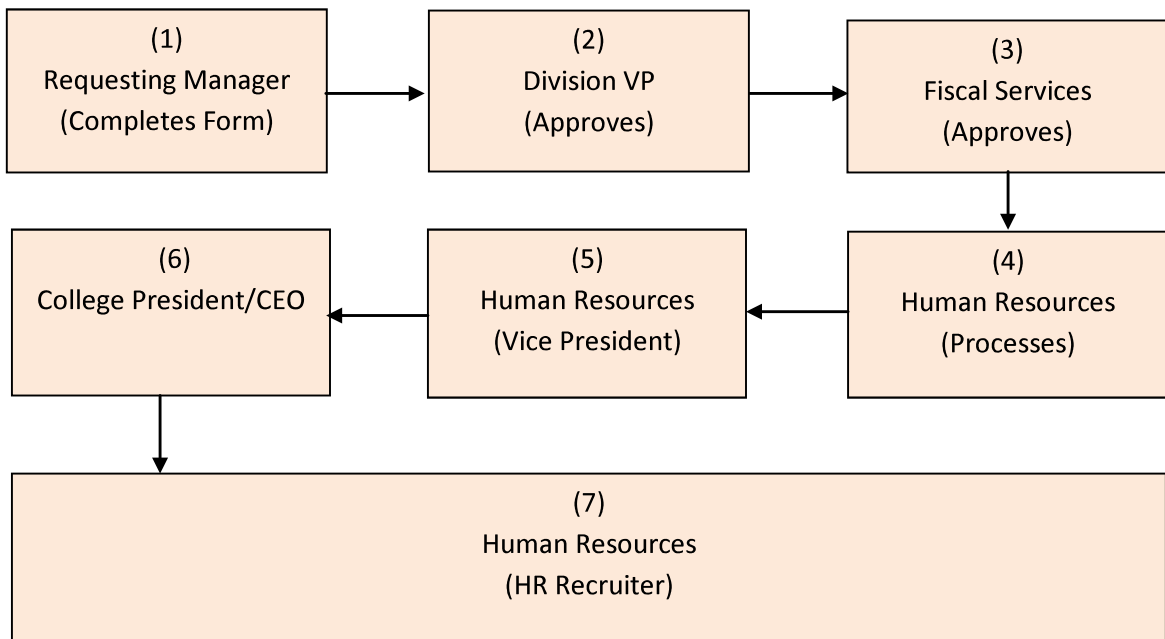 (1)
Requesting Manager
(Completes Form)
(2)
Division VP
(Approves)
(3)
Fiscal Services
(Approves)
(4)
Human Resources
(Processes)
(5)
Human Resources
(Vice President)
(6)
College President/CEO
(7)
Human Resources
(HR Recruiter)